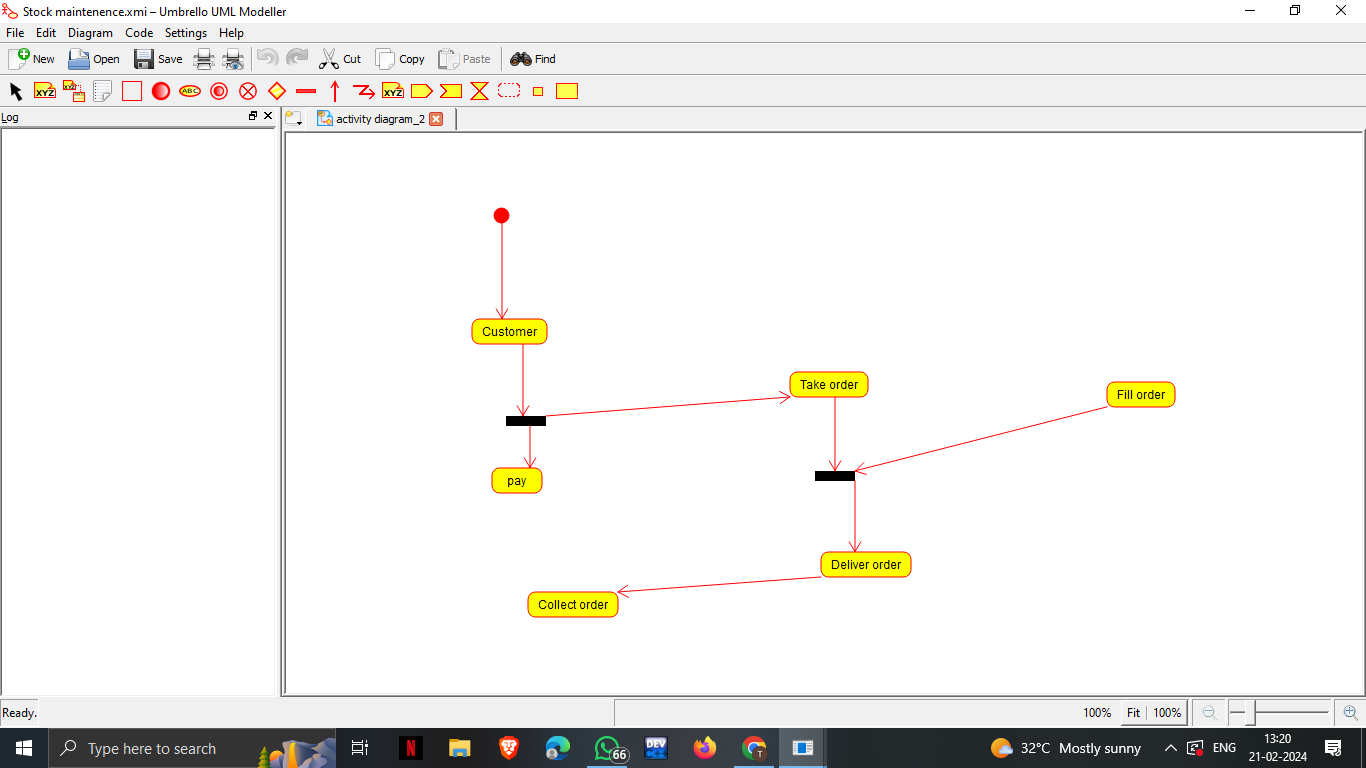 Stock maintenence.xmi – Umbrello UML Modeller
File Edit Diagram Code Settings Help
New Open Save Cut Copy Paste Find
XYZ XYZ ABC XYZ
Log
activity diagram_2
Customer
Take order
Fill order
pay
Deliver order
Collect order
Ready.
100% Fit 100%
Type here to search
N
66
DEV
T
32°C Mostly sunny
ENG
13:20
21-02-2024